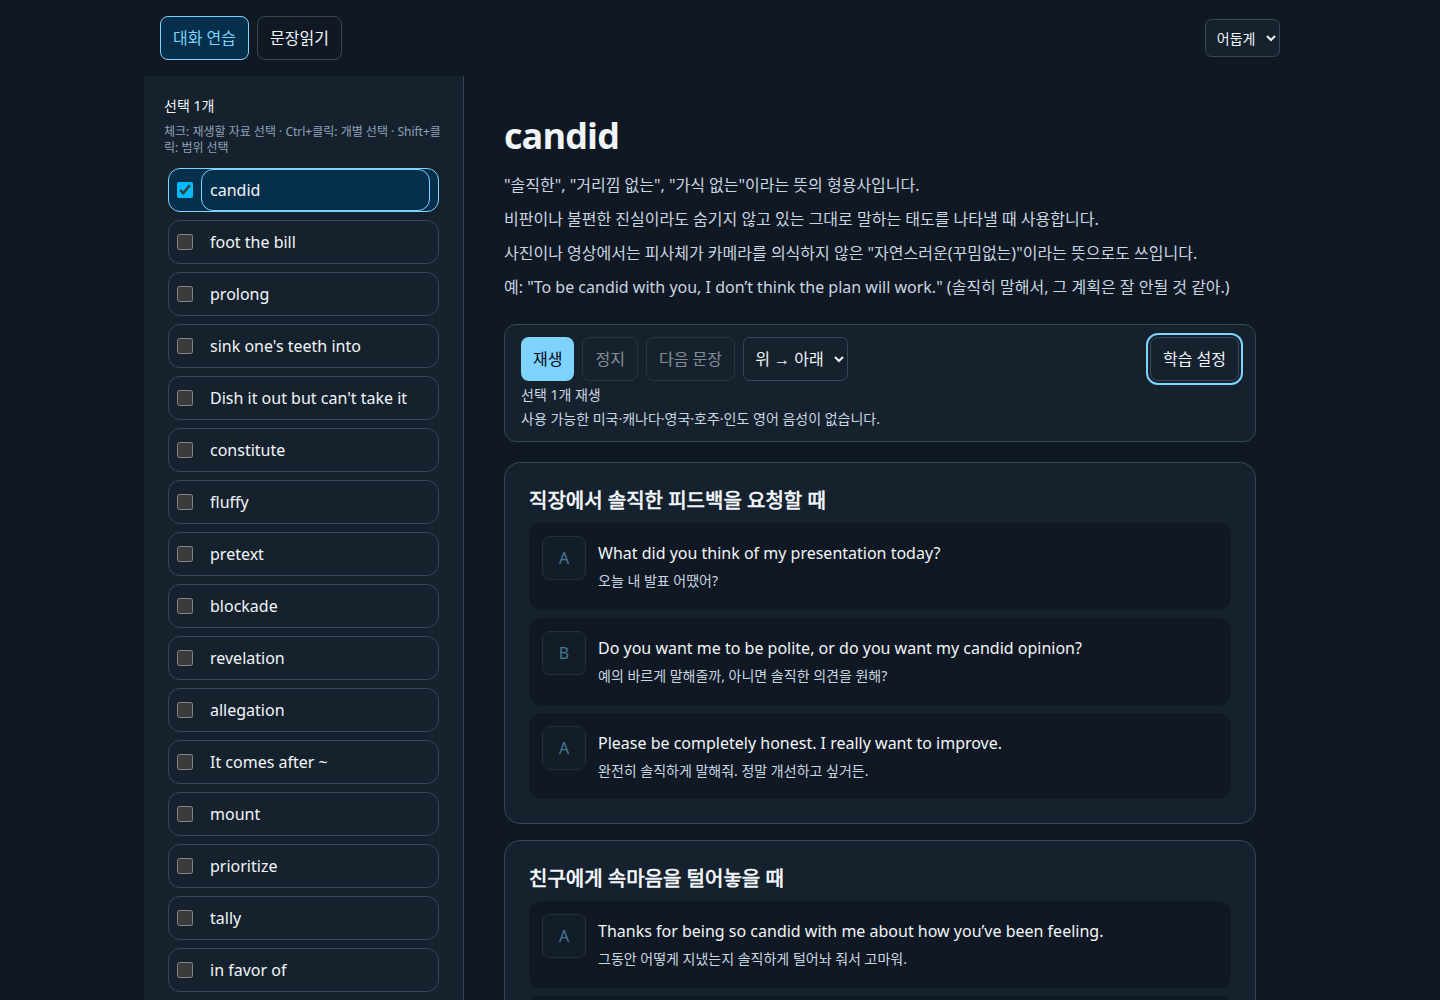 대화 연습
문장읽기
어둡게
선택 1개
체크: 재생할 자료 선택 · Ctrl+클릭: 개별 선택 · Shift+클
릭: 범위 선택
candid
foot the bill
prolong
sink one's teeth into
Dish it out but can't take it
constitute
fluffy
pretext
blockade
revelation
allegation
It comes after ~
mount
prioritize
tally
in favor of
candid
"솔직한", "거리낌 없는", "가식 없는"이라는 뜻의 형용사입니다.
비판이나 불편한 진실이라도 숨기지 않고 있는 그대로 말하는 태도를 나타낼 때 사용합니다.
사진이나 영상에서는 피사체가 카메라를 의식하지 않은 "자연스러운(꾸밈없는)"이라는 뜻으로도 쓰입니다.
예: "To be candid with you, I don’t think the plan will work." (솔직히 말해서, 그 계획은 잘 안될 것 같아.)
재생
정지
다음 문장
위 → 아래
학습 설정
선택 1개 재생
사용 가능한 미국·캐나다·영국·호주·인도 영어 음성이 없습니다.
직장에서 솔직한 피드백을 요청할 때
A
What did you think of my presentation today?
오늘 내 발표 어땠어?
B
Do you want me to be polite, or do you want my candid opinion?
예의 바르게 말해줄까, 아니면 솔직한 의견을 원해?
A
Please be completely honest. I really want to improve.
완전히 솔직하게 말해줘. 정말 개선하고 싶거든.
친구에게 속마음을 털어놓을 때
A
Thanks for being so candid with me about how you’ve been feeling.
그동안 어떻게 지냈는지 솔직하게 털어놔 줘서 고마워.